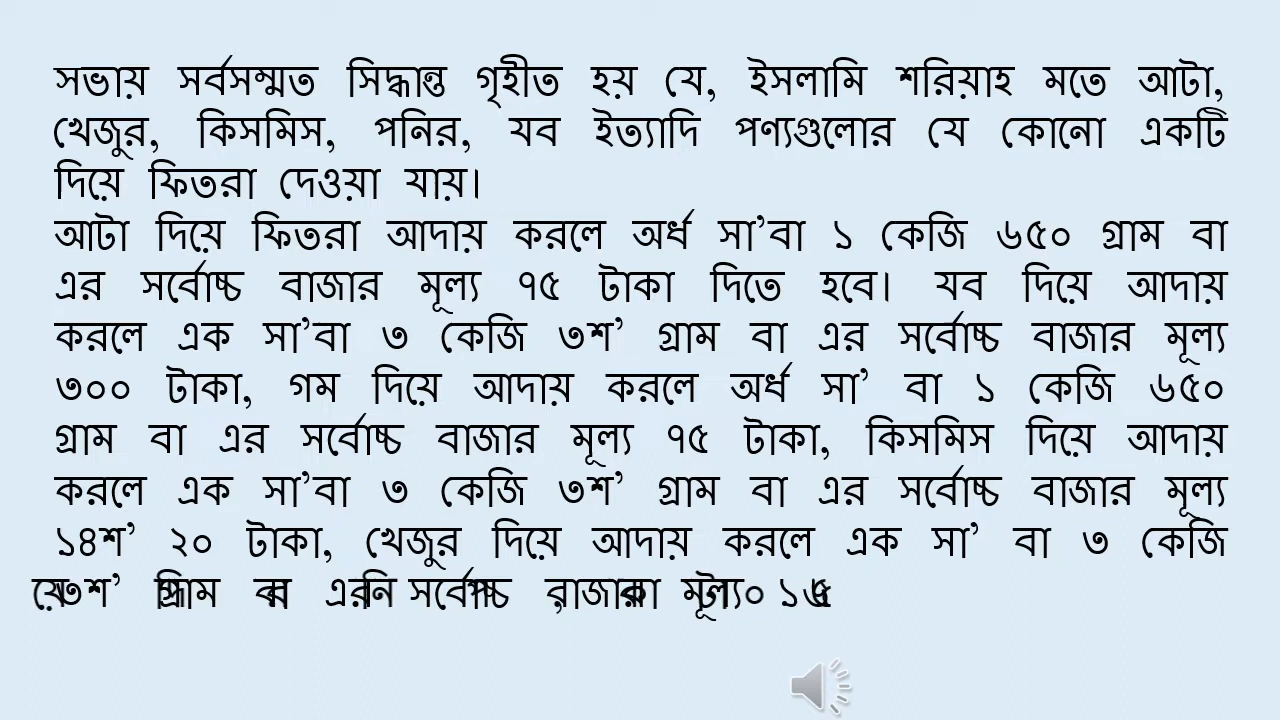 সভায় সর্বসম্মত সিদ্ধান্ত গৃহীত হয় যে, ইসলামি শরিয়াহ মতে আটা,
খেজুর, কিসমিস, পনির, যব ইত্যাদি পণ্যগুলোর যে কোনো একটি
দিয়ে ফিতরা দেওয়া যায়।
আটা দিয়ে ফিতরা আদায় করলে অর্ধ সা’বা ১ কেজি ৬৫০ গ্রাম বা
এর সর্বোচ্চ বাজার মূল্য ৭৫ টাকা দিতে হবে। যব দিয়ে আদায়
করলে এক সা’বা ৩ কেজি ৩শ’ গ্রাম বা এর সর্বোচ্চ বাজার মূল্য
৩০০ টাকা, গম দিয়ে আদায় করলে অর্ধ সা’ বা ১ কেজি ৬৫০
গ্রাম বা এর সর্বোচ্চ বাজার মূল্য ৭৫ টাকা, কিসমিস দিয়ে আদায়
করলে এক সা’বা ৩ কেজি ৩শ’ গ্রাম বা এর সর্বোচ্চ বাজার মূল্য
১৪শ’ ২০ টাকা, খেজুর দিয়ে আদায় করলে এক সা’ বা ৩ কেজি
৩শ’ গ্রাম বা এর সর্বোচ্চ বাজার মূল্য